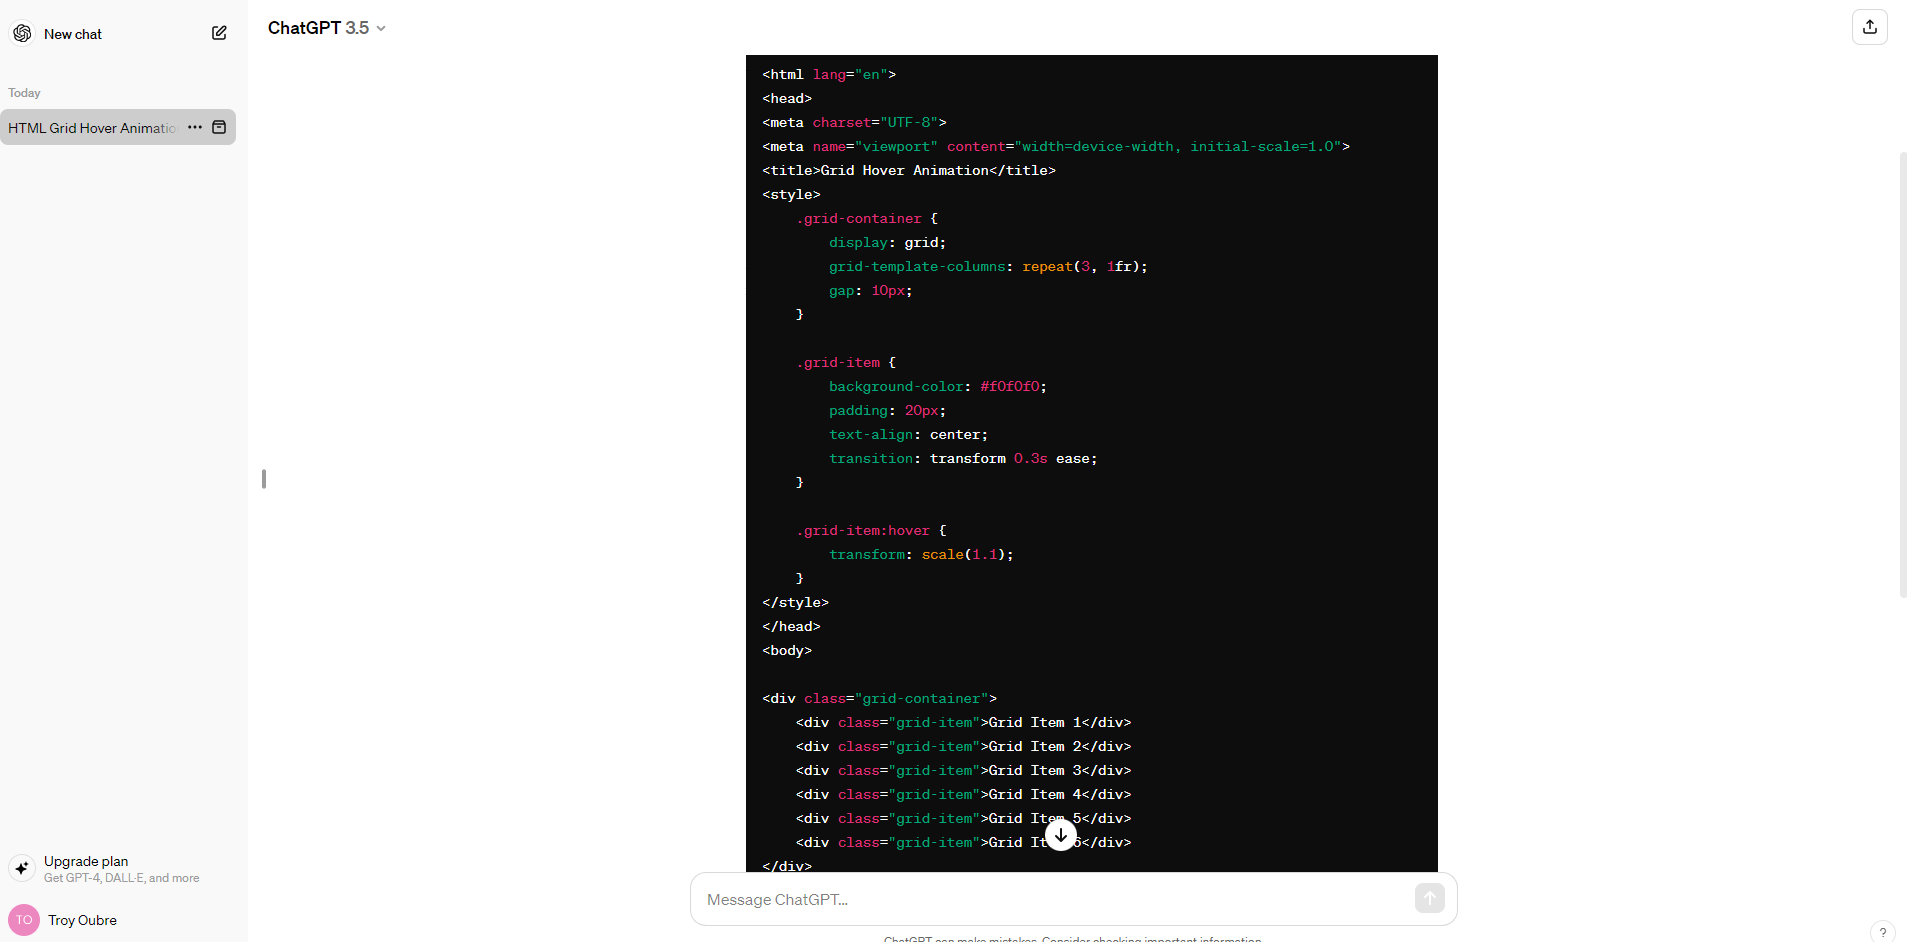 New chat
Today
HTML Grid Hover Animatio
Upgrade plan
Get GPT-4, DALL·E, and more
TO
Troy Oubre
ChatGPT 3.5
<html lang="en">
<head>
<meta charset="UTF-8">
<meta name="viewport" content="width=device-width, initial-scale=1.0">
<title>Grid Hover Animation</title>
<style>
    .grid-container {
        display: grid;
        grid-template-columns: repeat(3, 1fr);
        gap: 10px;
    }

    .grid-item {
        background-color: #f0f0f0;
        padding: 20px;
        text-align: center;
        transition: transform 0.3s ease;
    }

    .grid-item:hover {
        transform: scale(1.1);
    }
</style>
</head>
<body>

<div class="grid-container">
    <div class="grid-item">Grid Item 1</div>
    <div class="grid-item">Grid Item 2</div>
    <div class="grid-item">Grid Item 3</div>
    <div class="grid-item">Grid Item 4</div>
    <div class="grid-item">Grid Item 5</div>
    <div class="grid-item">Grid It 6</div>
</div>
Message ChatGPT...
ChatGPT can make mistakes. Consider checking important information.
?